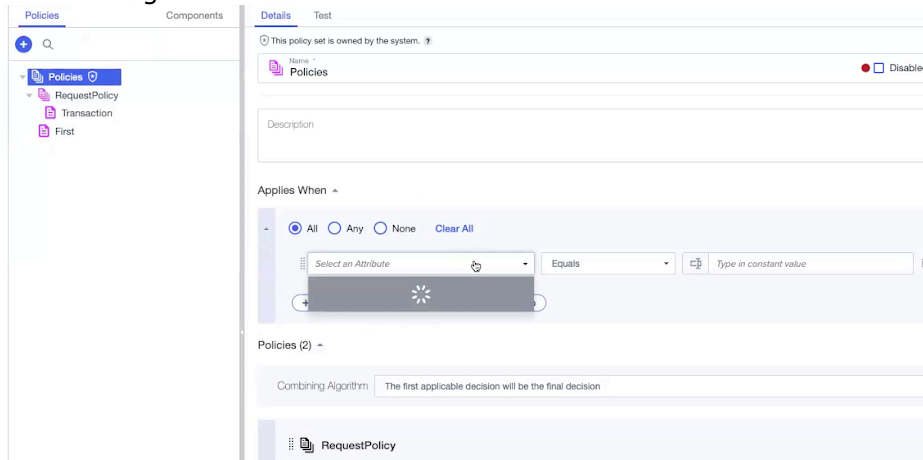 Policies
Components
Policies
RequestPolicy
Transaction
First
Details
Test
This policy set is owned by the system. ?
Name *
Policies
Disabled
Description
Applies When
All
Any
None
Clear All
Select an Attribute
Equals
Type in constant value
Policies (2)
Combining Algorithm
The first applicable decision will be the final decision
RequestPolicy